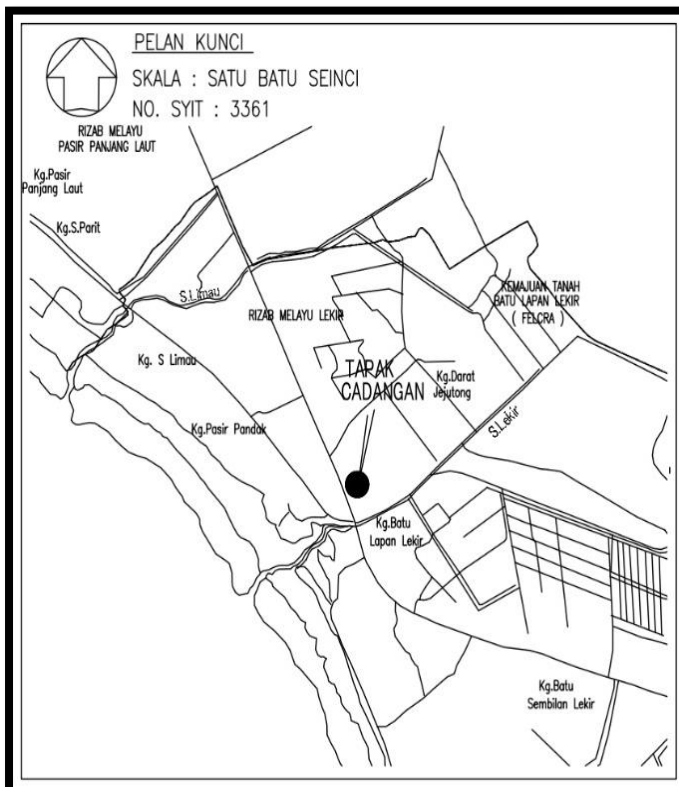 PELAN KUNCI
SKALA : SATU BATU SEINCI
NO. SYIT : 3361
RIZAB MELAYU
PASIR PANJANG LAUT
Kg.Pasir
Panjang Laut
Kg.S.Parit
S.Limau
RIZAB MELAYU LEKIR
KEMAJUAN TANAH
BATU LAPAN LEKIR
( FELCRA )
Kg. S Limau
TAPAK
CADANGAN
Kg.Darat
Jejutong
Kg.Pasir Pandak
S.Lekir
Kg.Batu
Lapan Lekir
Kg.Batu
Sembilan Lekir